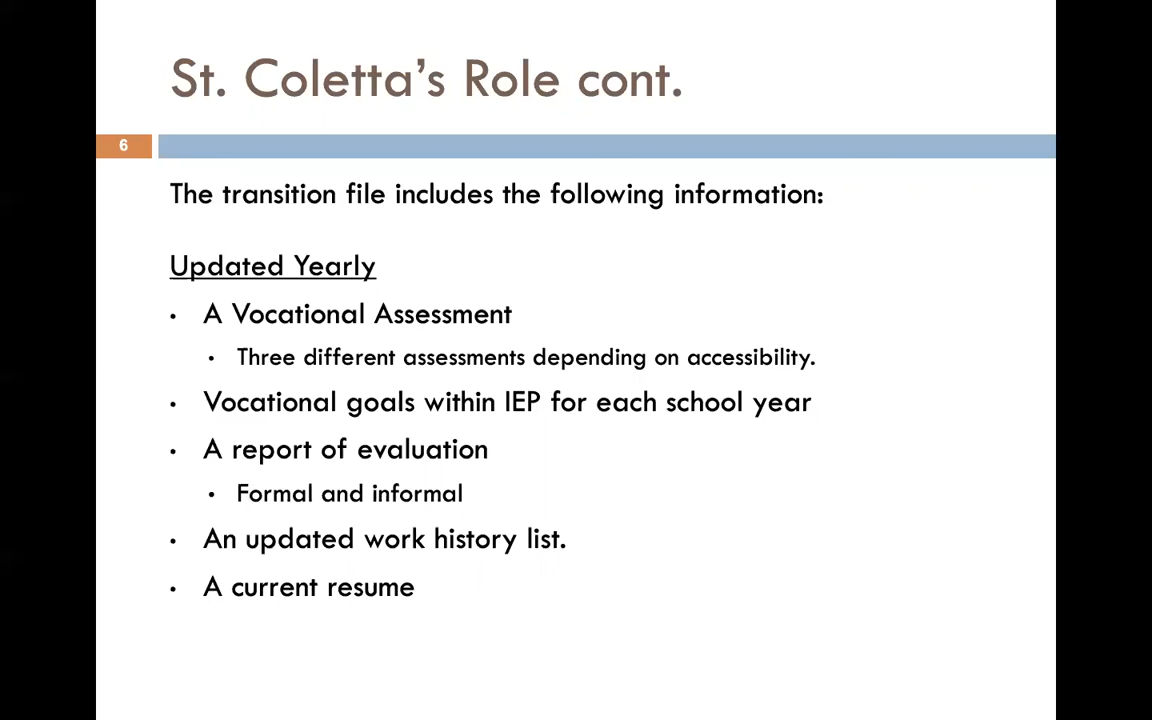 St. Coletta's Role cont.
6
The transition file includes the following information:
Updated Yearly
• A Vocational Assessment
• Three different assessments depending on accessibility.
• Vocational goals within IEP for each school year
• A report of evaluation
• Formal and informal
• An updated work history list.
• A current resume